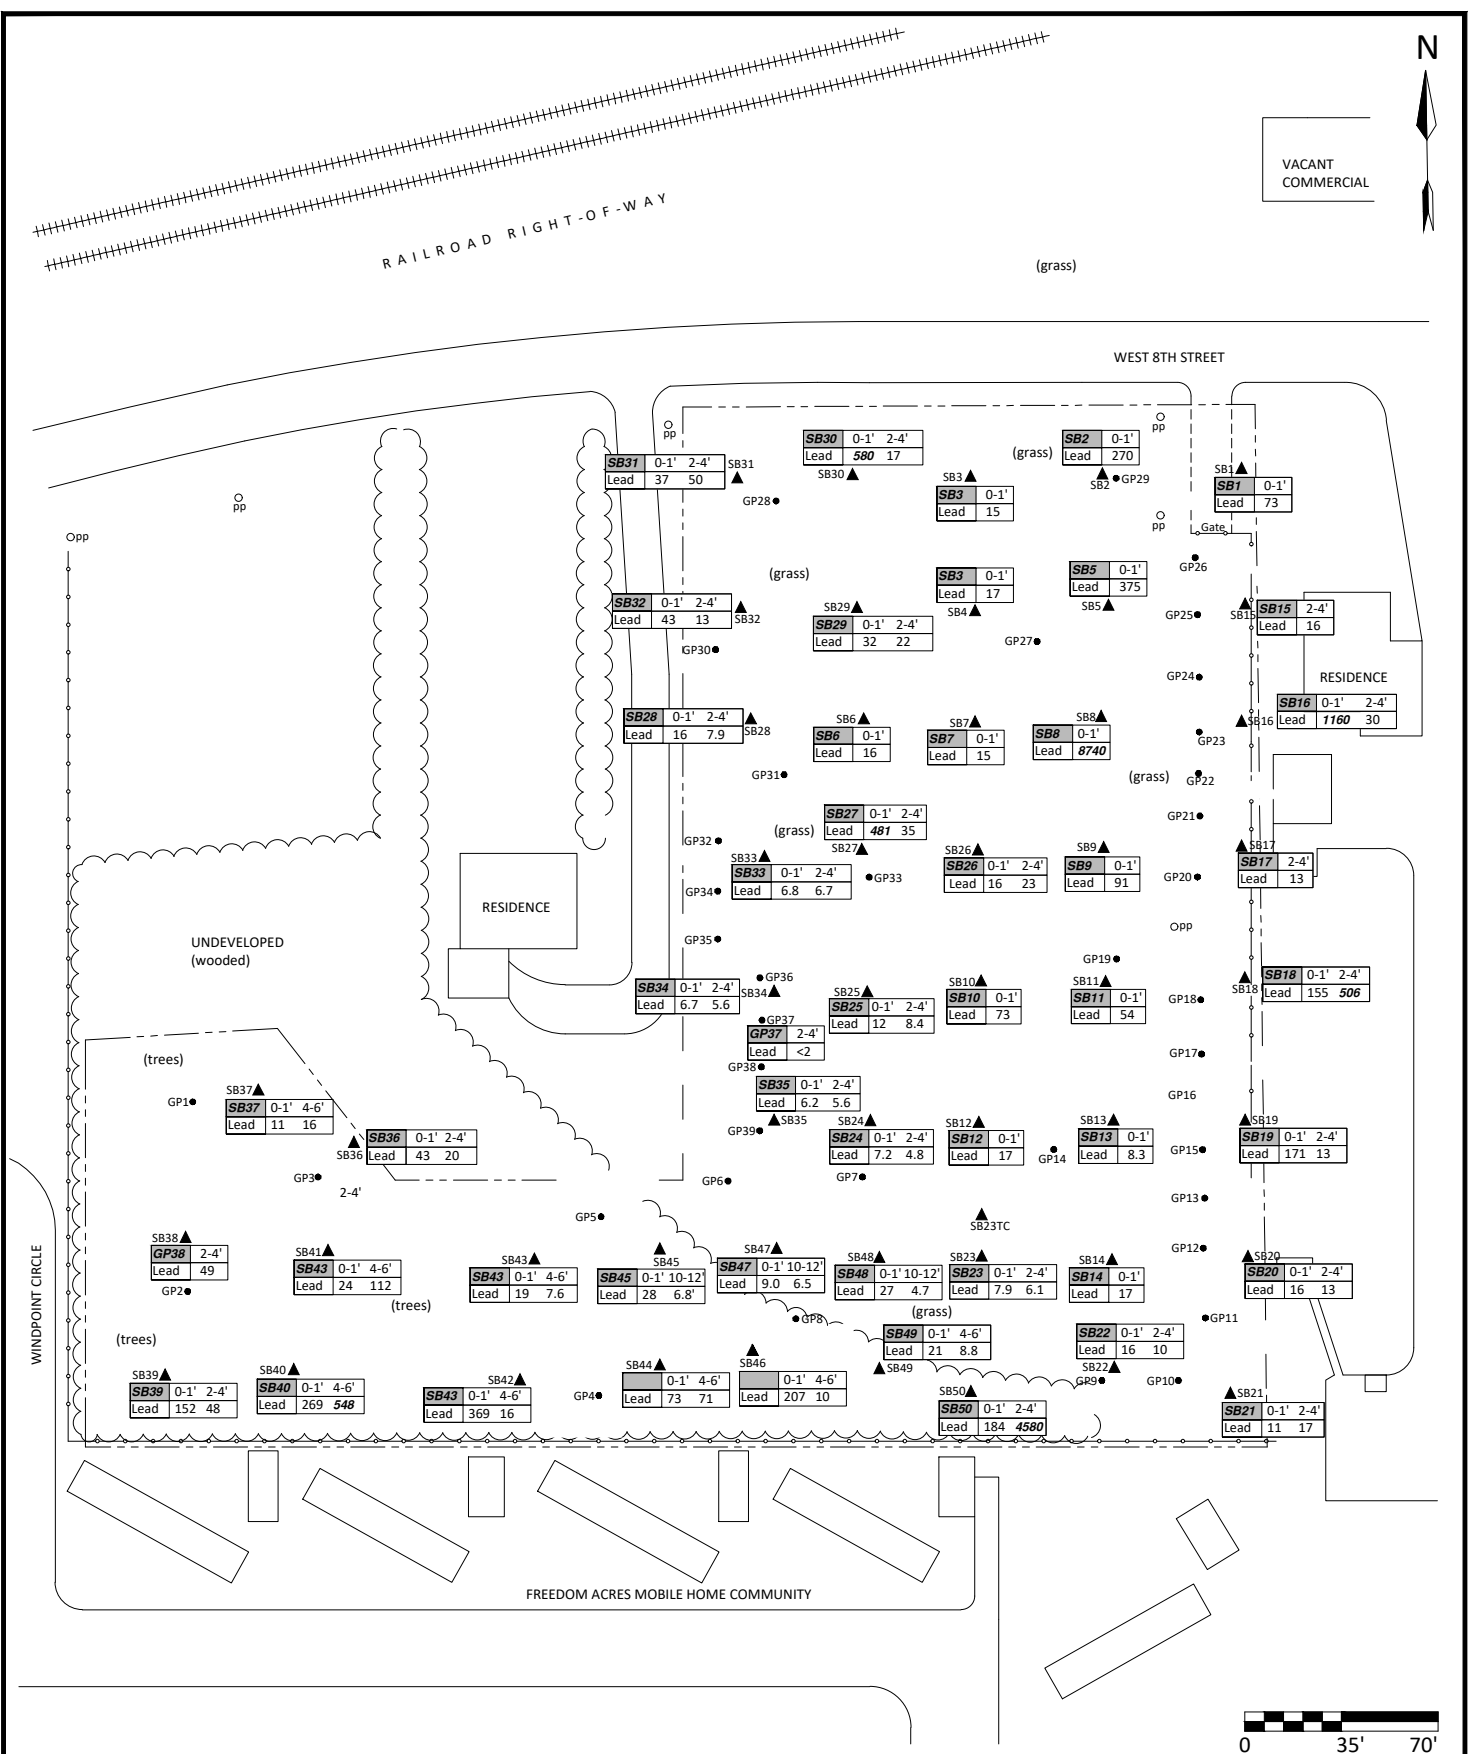 N
VACANT
COMMERCIAL
RAILROAD RIGHT-OF-WAY
(grass)
WEST 8TH STREET
pp
pp
SB30 0-1' 2-4'
Lead 580 17
SB30
(grass)
SB2 0-1'
Lead 270
SB2
GP29
SB31 0-1' 2-4'
Lead 37 50
SB31
SB3
SB3 0-1'
Lead 15
SB1
SB1 0-1'
Lead 73
GP28
pp
pp
Gate
pp
GP26
(grass)
SB3 0-1'
Lead 17
SB4
SB5 0-1'
Lead 375
SB5
SB32 0-1' 2-4'
Lead 43 13
SB32
SB29
SB29 0-1' 2-4'
Lead 32 22
GP25
SB15
SB15 2-4'
Lead 16
GP30
GP27
GP24
RESIDENCE
SB28 0-1' 2-4'
Lead 16 7.9
SB28
SB6
SB6 0-1'
Lead 16
SB7
SB7 0-1'
Lead 15
SB8
SB8 0-1'
Lead 8740
SB16
SB16 0-1' 2-4'
Lead 1160 30
GP23
GP31
(grass)
GP22
SB27 0-1' 2-4'
Lead 481 35
SB27
(grass)
GP21
GP32
SB33
SB33 0-1' 2-4'
Lead 6.8 6.7
GP33
SB26
SB26 0-1' 2-4'
Lead 16 23
SB9
SB9 0-1'
Lead 91
SB17
SB17 2-4'
Lead 13
GP34
GP20
RESIDENCE
pp
UNDEVELOPED
(wooded)
GP35
GP19
GP36
SB34 0-1' 2-4'
Lead 6.7 5.6
SB34
SB25
SB25 0-1' 2-4'
Lead 12 8.4
SB10
SB10 0-1'
Lead 73
SB11
SB11 0-1'
Lead 54
GP18
SB18
SB18 0-1' 2-4'
Lead 155 506
GP37
GP37 2-4'
Lead <2
(trees)
GP17
GP38
SB35 0-1' 2-4'
Lead 6.2 5.6
SB35
GP16
GP1
SB37
SB37 0-1' 4-6'
Lead 11 16
GP39
SB24
SB24 0-1' 2-4'
Lead 7.2 4.8
SB12
SB12 0-1'
Lead 17
SB13
SB13 0-1'
Lead 8.3
SB19
SB19 0-1' 2-4'
Lead 171 13
SB36
SB36 0-1' 2-4'
Lead 43 20
GP14
GP15
GP3
2-4'
GP6
GP7
GP13
GP5
SB23TC
SB38
GP38 2-4'
Lead 49
GP2
SB41
SB43 0-1' 4-6'
Lead 24 112
(trees)
SB43
SB43 0-1' 4-6'
Lead 19 7.6
SB45
SB45 0-1' 10-12'
Lead 28 6.8'
SB47
SB47 0-1' 10-12'
Lead 9.0 6.5
SB48
SB48 0-1' 10-12'
Lead 27 4.7
SB23
SB23 0-1' 2-4'
Lead 7.9 6.1
SB14
SB14 0-1'
Lead 17
GP12
SB20
SB20 0-1' 2-4'
Lead 16 13
WINDPOINT CIRCLE
(trees)
GP8
(grass)
GP11
SB49 0-1' 4-6'
Lead 21 8.8
SB49
SB22 0-1' 2-4'
Lead 16 10
SB22
SB39
SB39 0-1' 2-4'
Lead 152 48
SB40
SB40 0-1' 4-6'
Lead 269 548
SB42
SB43 0-1' 4-6'
Lead 369 16
GP4
SB44
0-1' 4-6'
Lead 73 71
SB46
0-1' 4-6'
Lead 207 10
SB50
SB50 0-1' 2-4'
Lead 184 4580
GP9
GP10
SB21
SB21 0-1' 2-4'
Lead 11 17
FREEDOM ACRES MOBILE HOME COMMUNITY
0 35' 70'